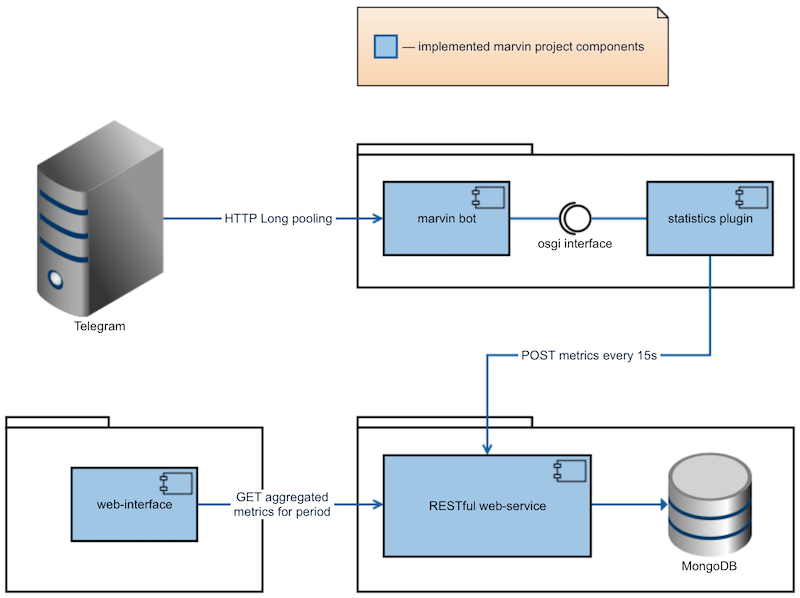 — implemented marvin project components
HTTP Long pooling
marvin bot
osgi interface
statistics plugin
Telegram
POST metrics every 15s
web-interface
GET aggregated
metrics for period
RESTful web-service
MongoDB